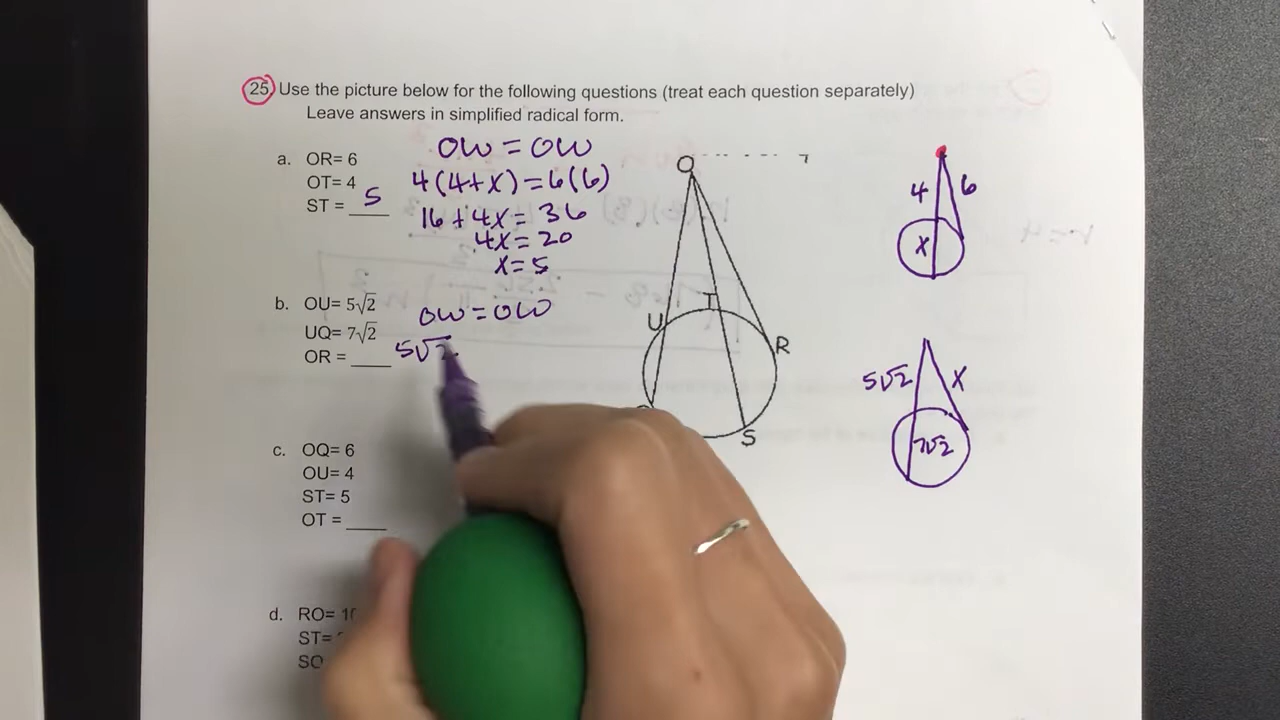 25 Use the picture below for the following questions (treat each question separately)
Leave answers in simplified radical form.
a. OR= 6
OT= 4
ST = 5
OW = OW
4(4+x) = 6(6)
16 + 4x = 36
4x = 20
x = 5
b. OU= 5√2
UQ= 7√2
OR = ____
OW = OW
5√2
c. OQ= 6
OU= 4
ST= 5
OT = ____
d. RO=
ST=
O
U
T
R
S
4
6
x
5√2
x
7√2